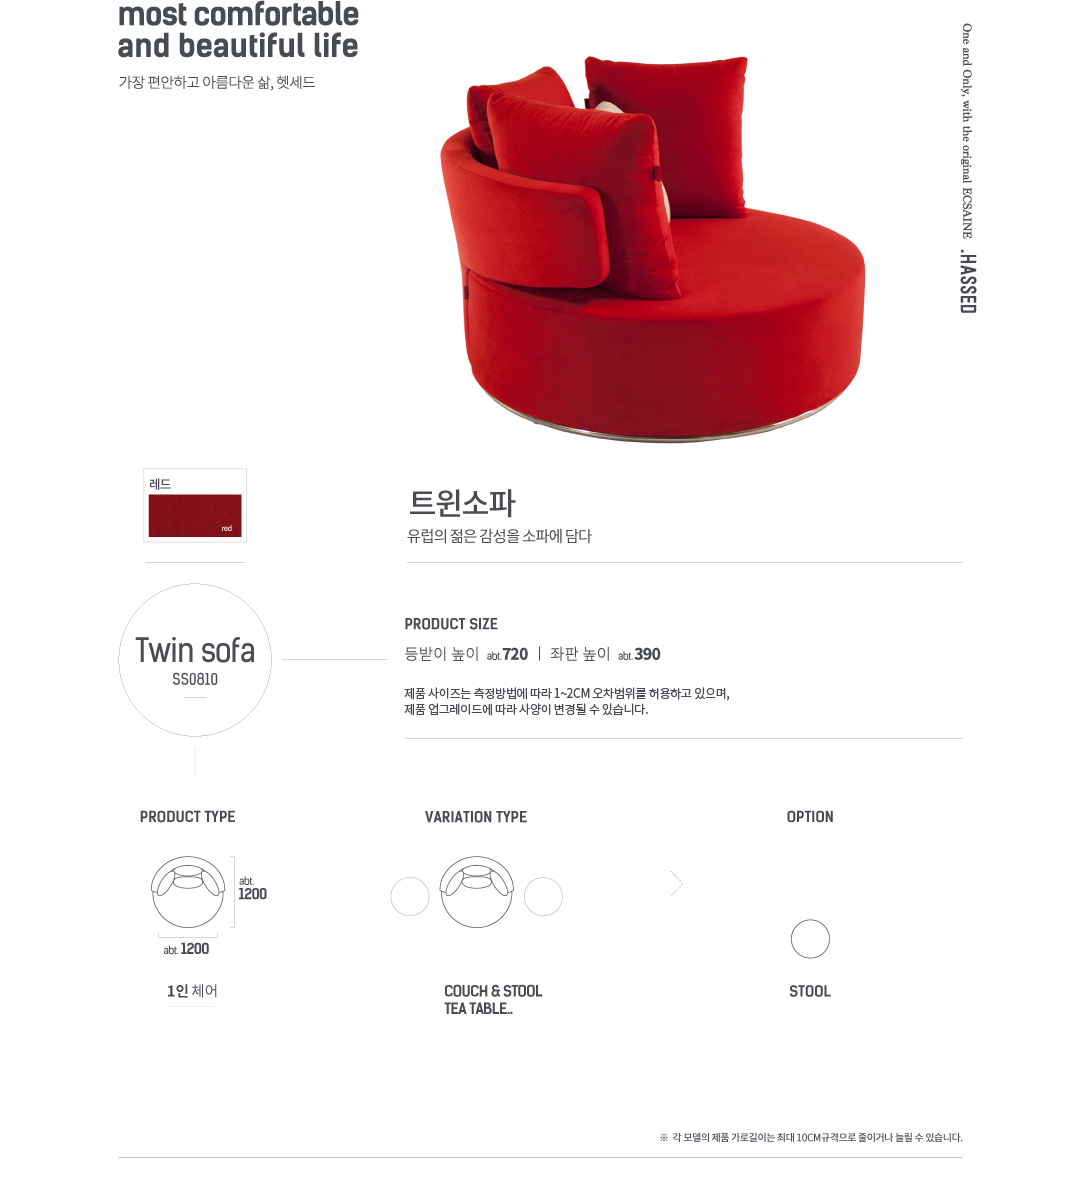 most comfortable
and beautiful life
가장 편안하고 아름다운 삶, 헷세드
One and Only, with the original ECSAINE .HASSED
레드
red
트윈소파
유럽의 젊은 감성을 소파에 담다
Twin sofa
SS0810
PRODUCT SIZE
등받이 높이 abt.720 | 좌판 높이 abt.390
제품 사이즈는 측정방법에 따라 1~2CM 오차범위를 허용하고 있으며,
제품 업그레이드에 따라 사양이 변경될 수 있습니다.
PRODUCT TYPE
abt.
1200
abt.1200
1인 체어
VARIATION TYPE
COUCH & STOOL
TEA TABLE..
OPTION
STOOL
※ 각 모델의 제품 가로길이는 최대 10CM규격으로 줄이거나 늘릴 수 있습니다.